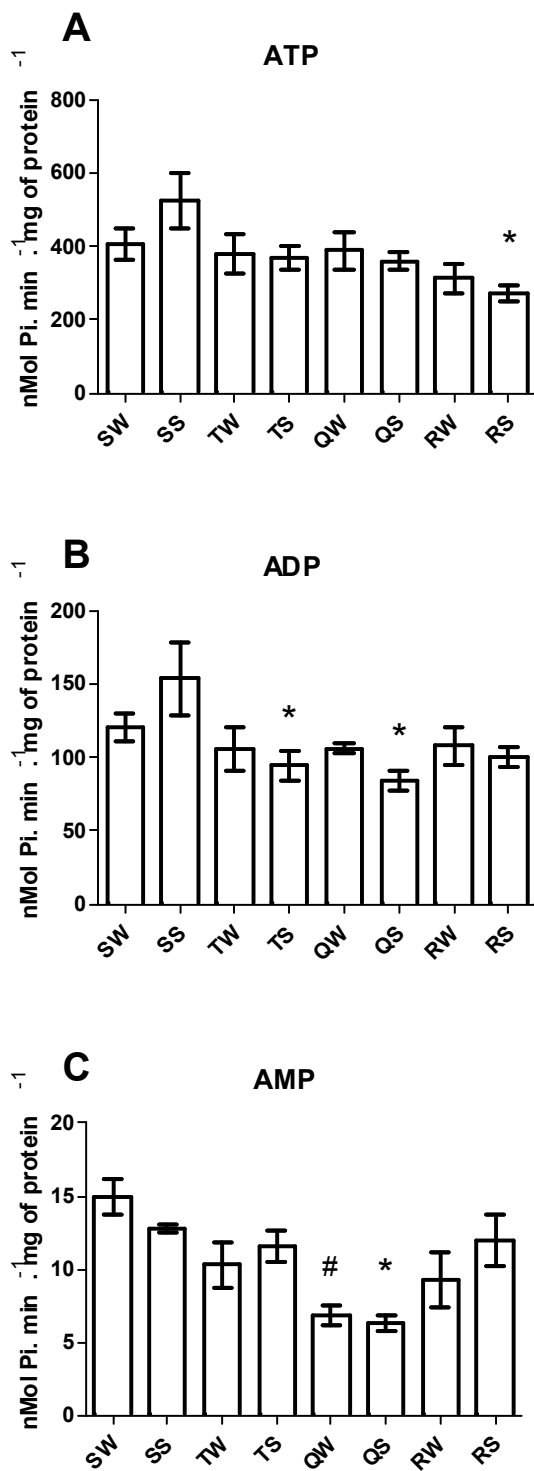 A
ATP
nMol Pi. min -1 . mg of protein -1
800
600
400
200
0
*
SW SS TW TS QW QS RW RS
B
ADP
nMol Pi. min -1 . mg of protein -1
200
150
100
50
0
* *
SW SS TW TS QW QS RW RS
C
AMP
nMol Pi. min -1 . mg of protein -1
20
15
10
5
0
# *
SW SS TW TS QW QS RW RS